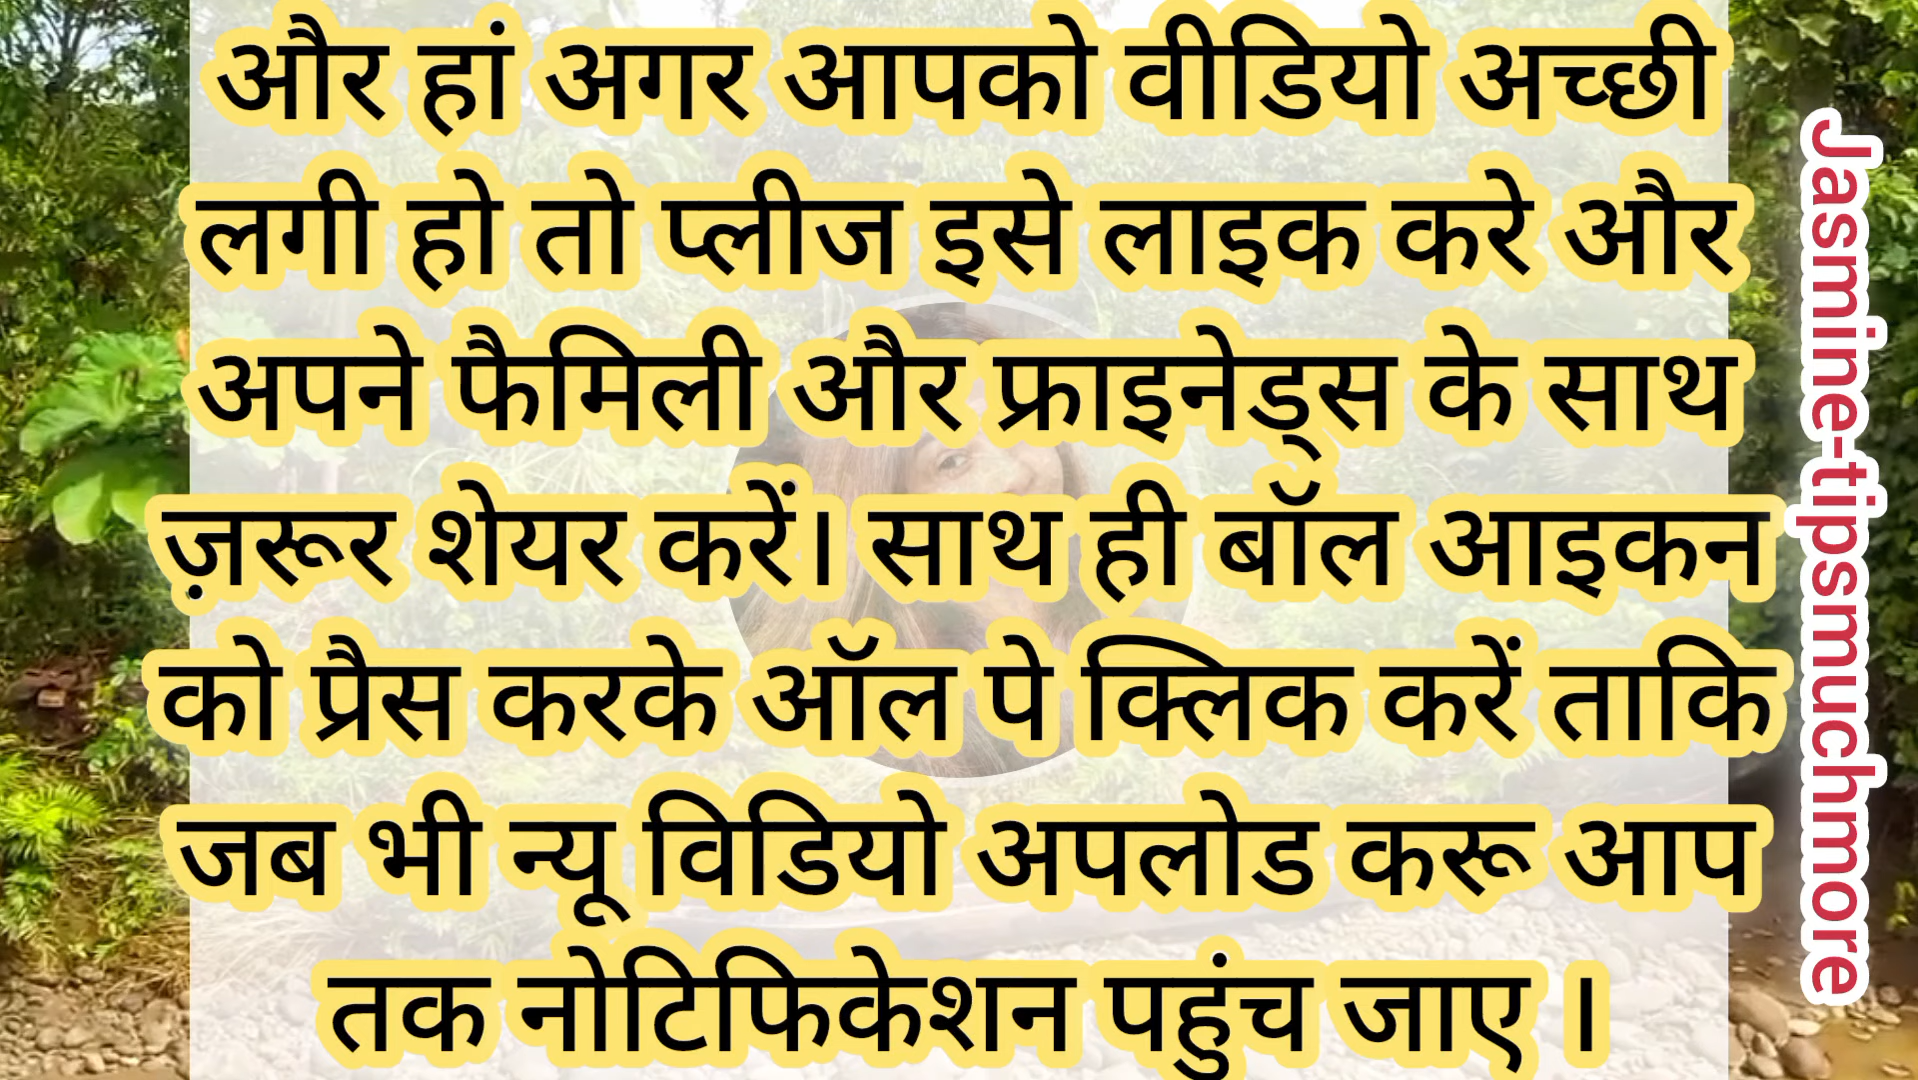 और हां अगर आपको वीडियो अच्छी
लगी हो तो प्लीज इसे लाइक करे और
अपने फैमिली और फ्राइनेड्स के साथ
ज़रूर शेयर करें। साथ ही बॉल आइकन
को प्रैस करके ऑल पे क्लिक करें ताकि
जब भी न्यू विडियो अपलोड करू आप
तक नोटिफिकेशन पहुंच जाए ।
Jasmine-tipsmuchmore